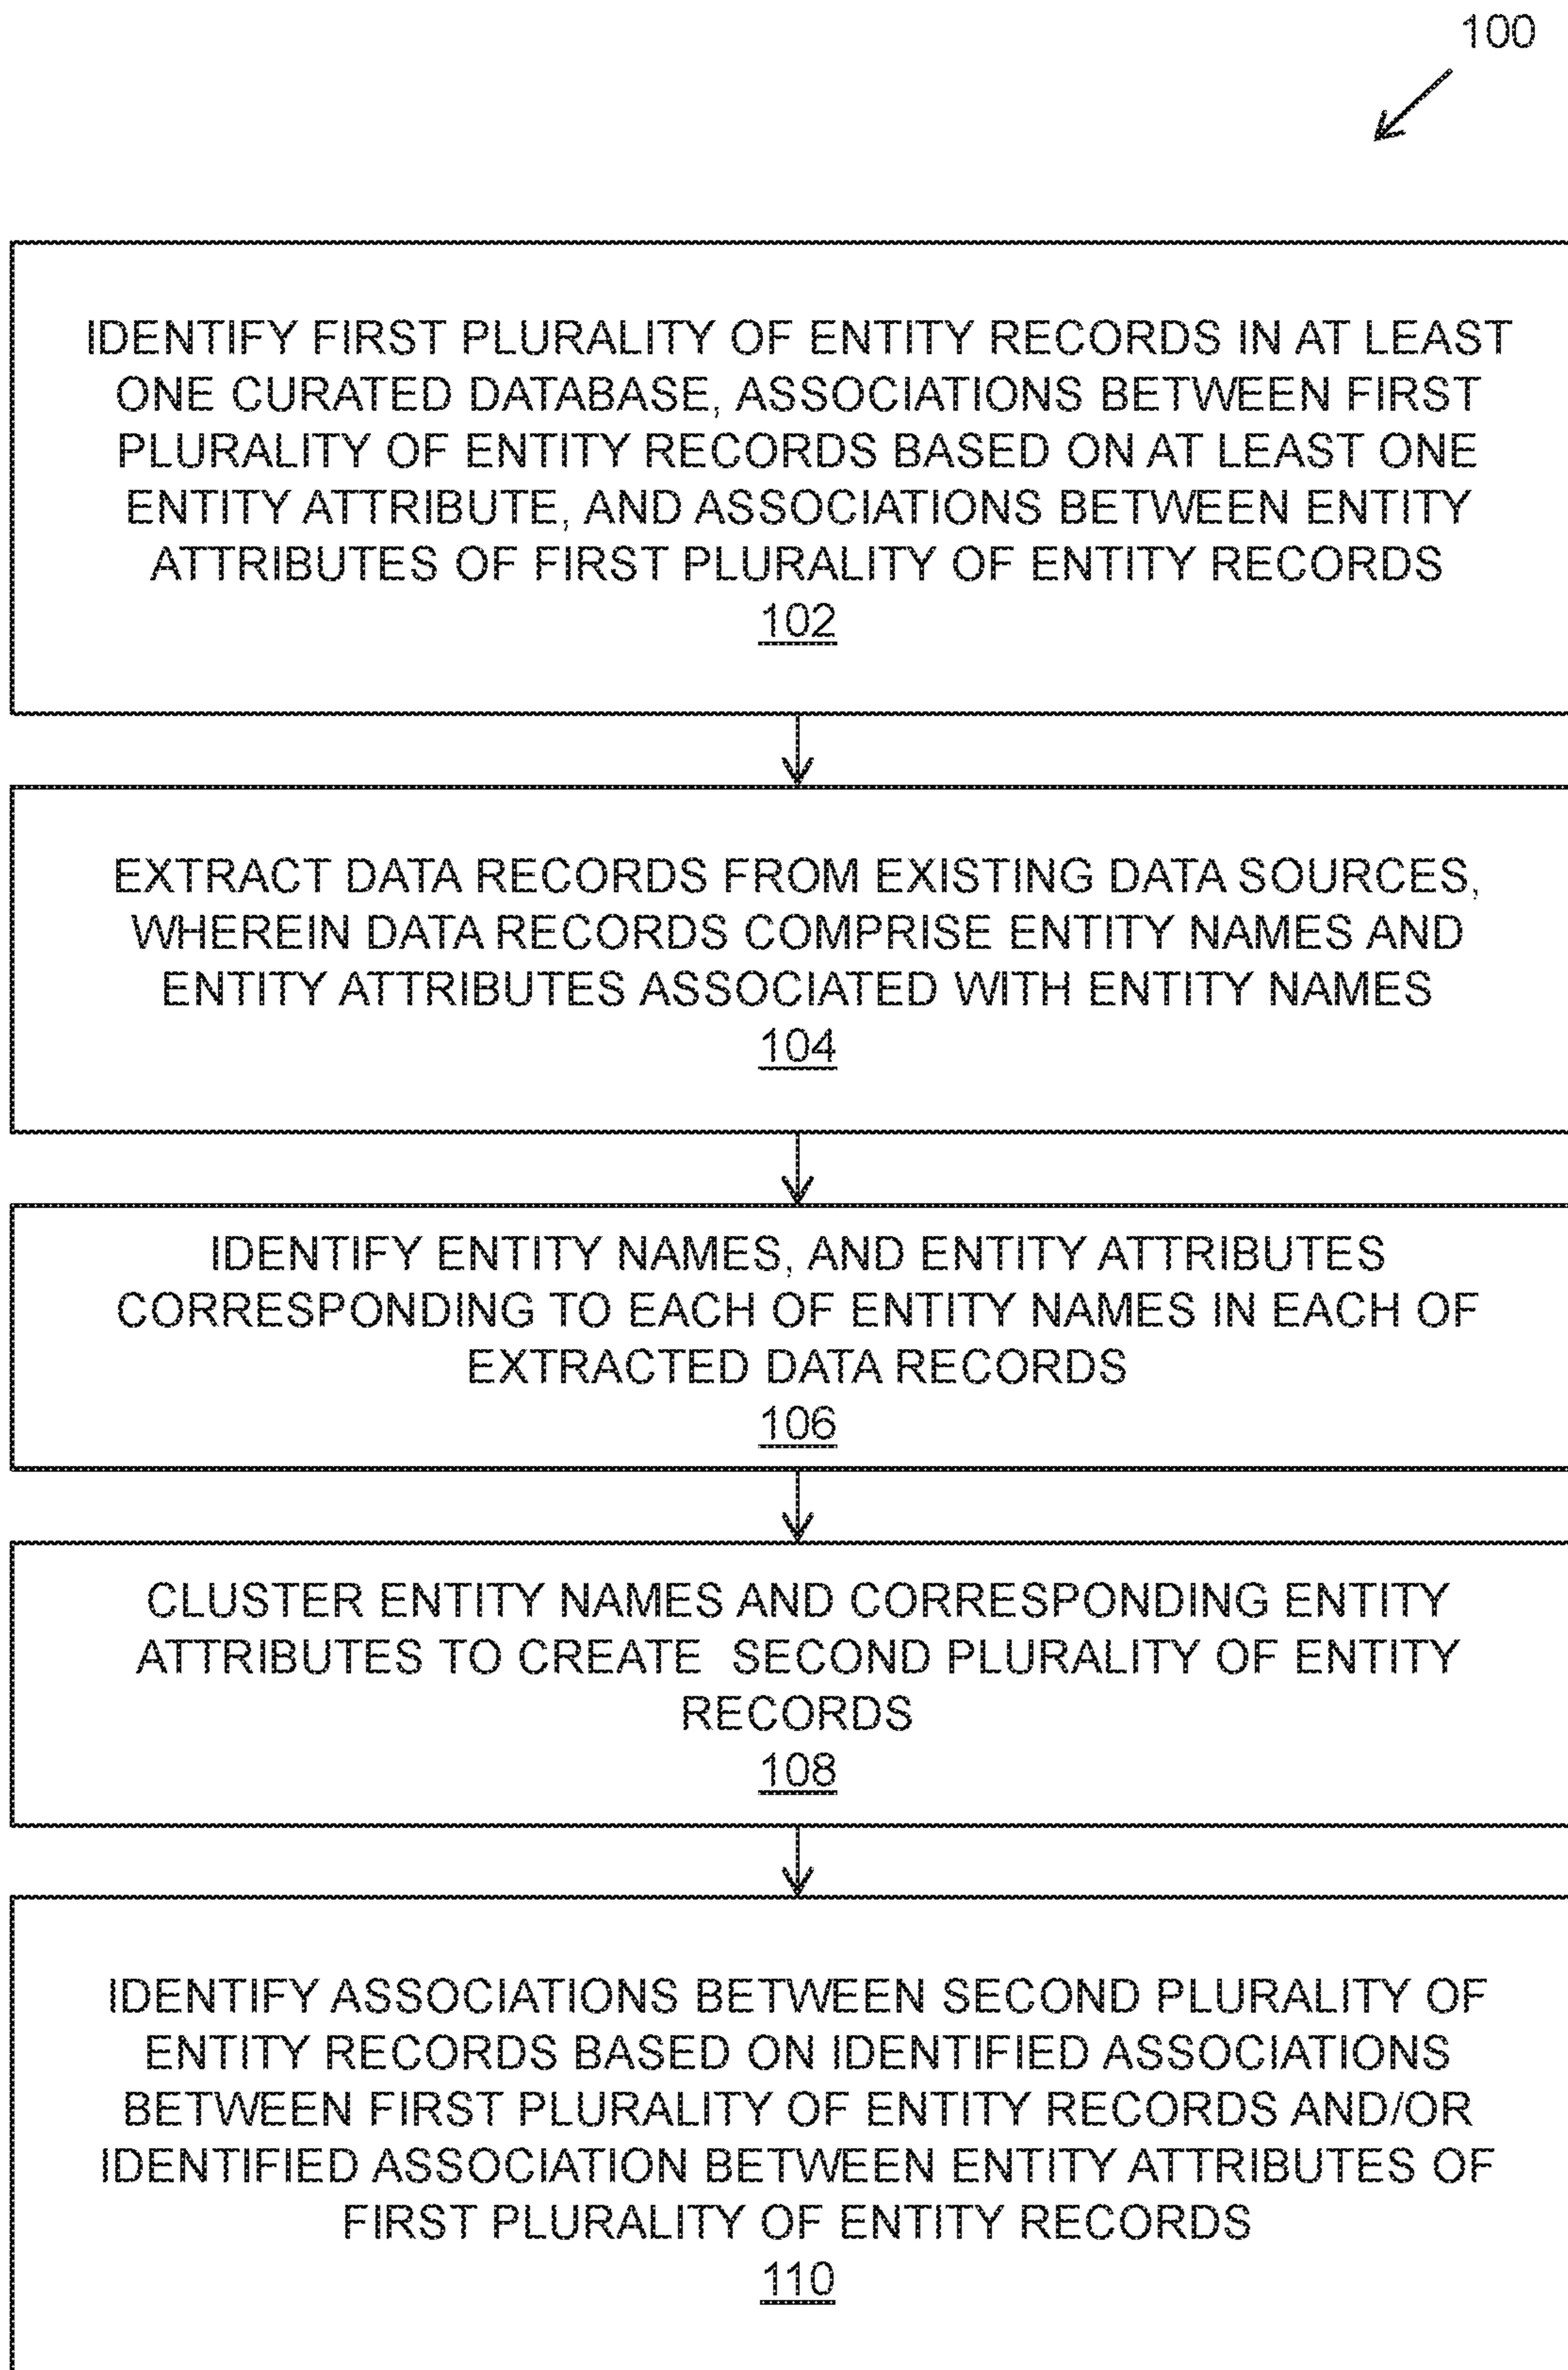 100
IDENTIFY FIRST PLURALITY OF ENTITY RECORDS IN AT LEAST
ONE CURATED DATABASE, ASSOCIATIONS BETWEEN FIRST
PLURALITY OF ENTITY RECORDS BASED ON AT LEAST ONE
ENTITY ATTRIBUTE, AND ASSOCIATIONS BETWEEN ENTITY
ATTRIBUTES OF FIRST PLURALITY OF ENTITY RECORDS
102
EXTRACT DATA RECORDS FROM EXISTING DATA SOURCES,
WHEREIN DATA RECORDS COMPRISE ENTITY NAMES AND
ENTITY ATTRIBUTES ASSOCIATED WITH ENTITY NAMES
104
IDENTIFY ENTITY NAMES, AND ENTITY ATTRIBUTES
CORRESPONDING TO EACH OF ENTITY NAMES IN EACH OF
EXTRACTED DATA RECORDS
106
CLUSTER ENTITY NAMES AND CORRESPONDING ENTITY
ATTRIBUTES TO CREATE SECOND PLURALITY OF ENTITY
RECORDS
108
IDENTIFY ASSOCIATIONS BETWEEN SECOND PLURALITY OF
ENTITY RECORDS BASED ON IDENTIFIED ASSOCIATIONS
BETWEEN FIRST PLURALITY OF ENTITY RECORDS AND/OR
IDENTIFIED ASSOCIATION BETWEEN ENTITY ATTRIBUTES OF
FIRST PLURALITY OF ENTITY RECORDS
110